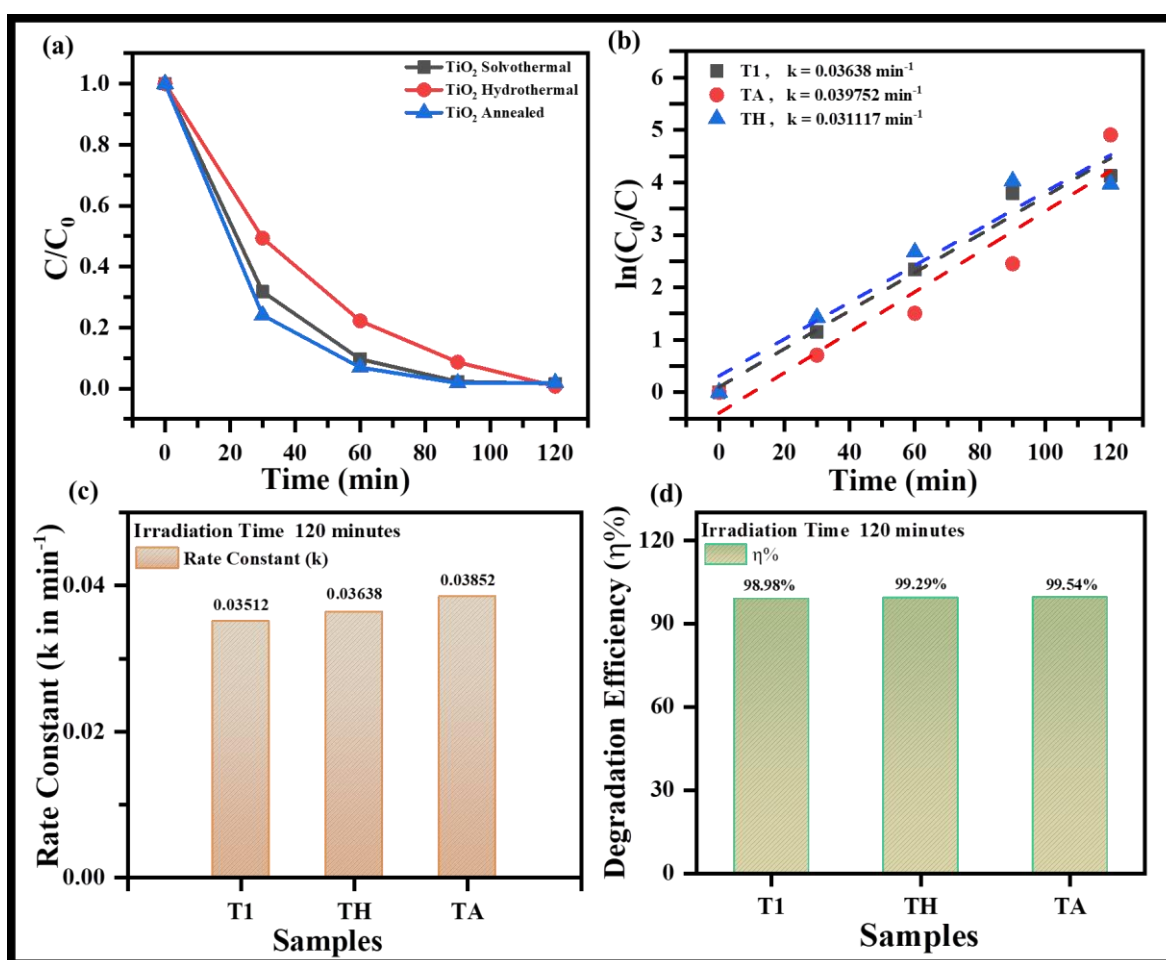 (a)
TiO₂ Solvothermal
TiO₂ Hydrothermal
TiO₂ Annealed
C/C₀
1.0
0.8
0.6
0.4
0.2
0.0
0 20 40 60 80 100 120
Time (min)
(b)
T1 , k = 0.03638 min⁻¹
TA , k = 0.039752 min⁻¹
TH , k = 0.031117 min⁻¹
ln(C₀/C)
6
5
4
3
2
1
0
0 20 40 60 80 100 120
Time (min)
(c)
Irradiation Time 120 minutes
Rate Constant (k)
Rate Constant (k in min⁻¹)
0.04
0.02
0.00
0.03512
0.03638
0.03852
T1 TH TA
Samples
(d)
Irradiation Time 120 minutes
η%
Degradation Efficiency (η%)
120
90
60
30
0
98.98%
99.29%
99.54%
T1 TH TA
Samples